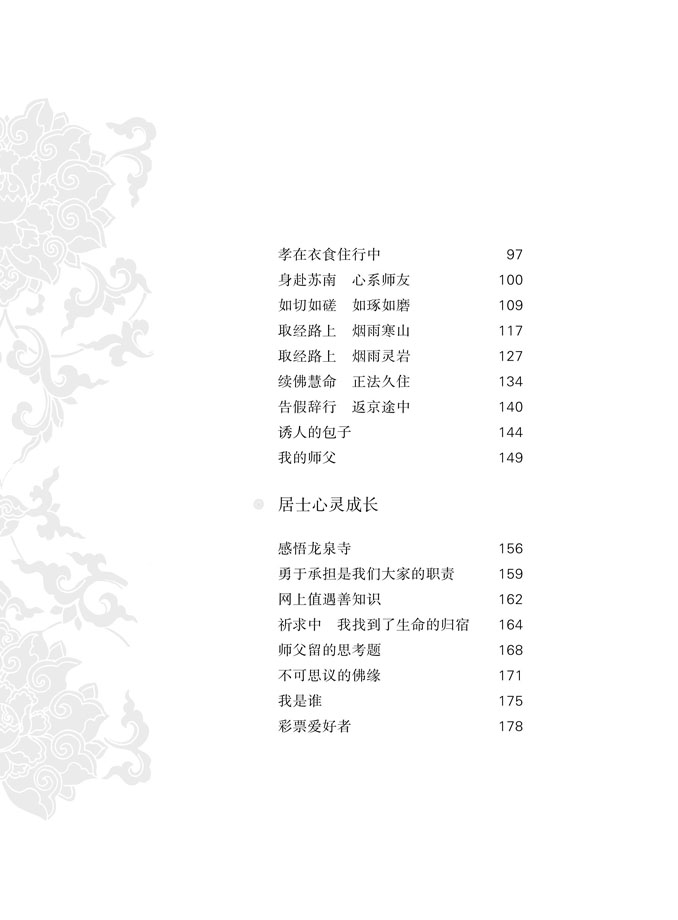 孝在衣食住行中 97
身赴苏南　心系师友 100
如切如磋　如琢如磨 109
取经路上　烟雨寒山 117
取经路上　烟雨灵岩 127
续佛慧命　正法久住 134
告假辞行　返京途中 140
诱人的包子 144
我的师父 149
居士心灵成长
感悟龙泉寺 156
勇于承担是我们大家的职责 159
网上值遇善知识 162
祈求中　我找到了生命的归宿 164
师父留的思考题 168
不可思议的佛缘 171
我是谁 175
彩票爱好者 178